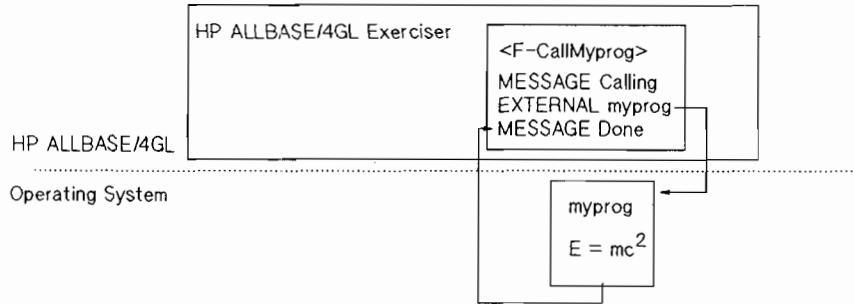 HP ALLBASE/4GL Exerciser
<F-CallMyprog>
MESSAGE Calling
EXTERNAL myprog
MESSAGE Done
HP ALLBASE/4GL
Operating System
myprog
E = mc²